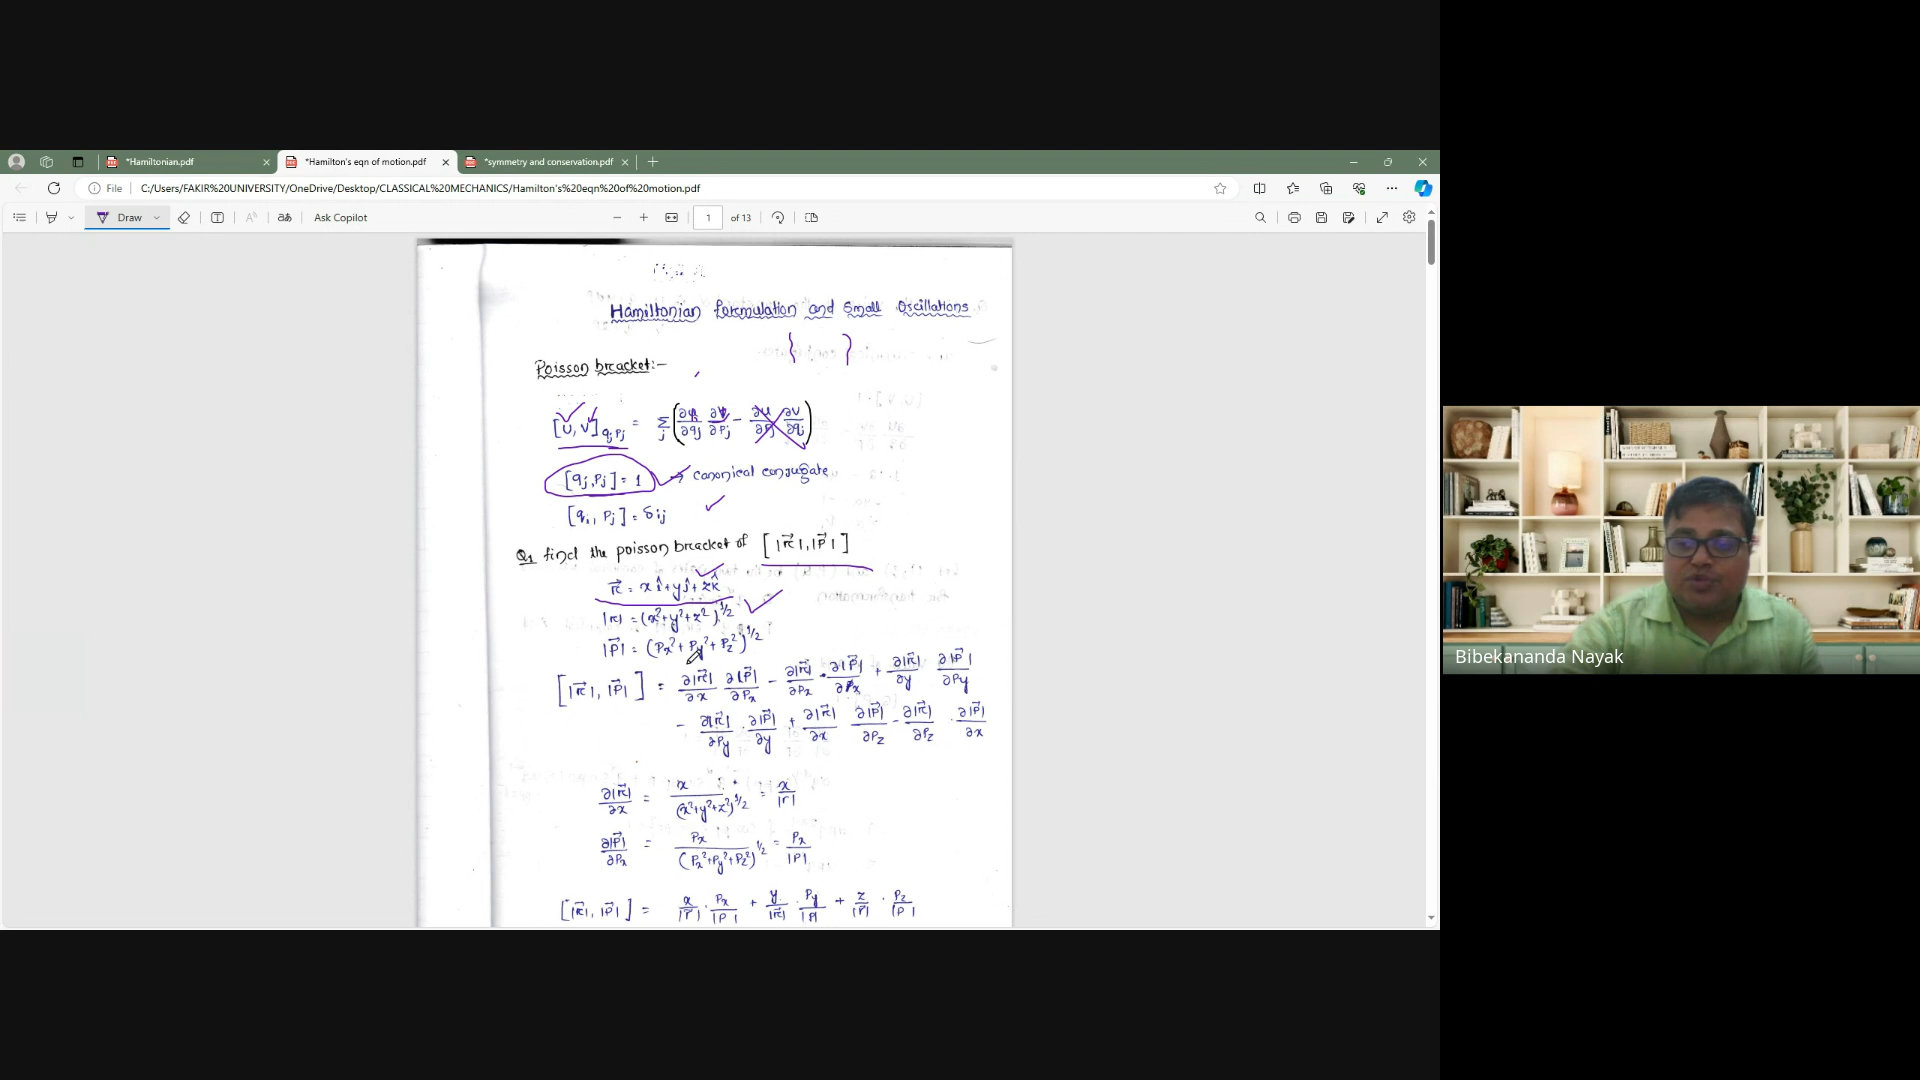 *Hamiltonian.pdf
*Hamilton's eqn of motion.pdf
*symmetry and conservation.pdf
File
C:/Users/FAKIR%20UNIVERSITY/OneDrive/Desktop/CLASSICAL%20MECHANICS/Hamilton's%20eqn%20of%20motion.pdf
Draw
Ask Copilot
1 of 13
Hamiltonian formulation and Small Oscillations
{ }
Poisson bracket:-
[U, V]qjPj = Σj (∂U/∂qj ∂V/∂Pj - ∂U/∂Pj ∂V/∂qj)
[qj, Pj] = 1 → canonical conjugate
[qi, Pj] = δij
Q1 find the poisson bracket of [|r⃗|, |P⃗|]
r⃗ = xî + yĵ + zk̂
|r| = (x²+y²+z²)^1/2
|P⃗| = (Px² + Py² + Pz²)^1/2
[|r⃗|, |P⃗|] = ∂|r⃗|/∂x ∂|P⃗|/∂Px - ∂|r⃗|/∂Px · ∂|P⃗|/∂x + ∂|r⃗|/∂y ∂|P⃗|/∂Py
- ∂|r⃗|/∂Py · ∂|P⃗|/∂y + ∂|r⃗|/∂x ∂|P⃗|/∂Pz - ∂|r⃗|/∂Pz · ∂|P⃗|/∂x
∂|r⃗|/∂x = x/(x²+y²+z²)^1/2 = x/|r|
∂|P⃗|/∂Px = Px/(Px²+Py²+Pz²)^1/2 = Px/|P|
[|r⃗|, |P⃗|] = x/|r⃗| · Px/|P| + y/|r⃗| · Py/|P| + z/|r⃗| · Pz/|P|
Bibekananda Nayak